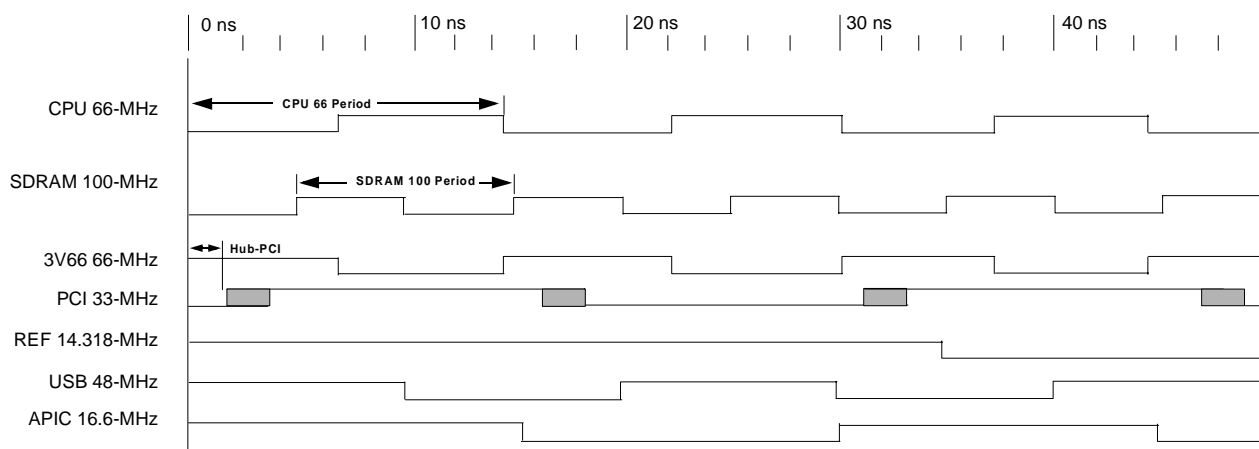 0 ns 10 ns 20 ns 30 ns 40 ns
CPU 66-MHz
CPU 66 Period
SDRAM 100-MHz
SDRAM 100 Period
Hub-PCI
3V66 66-MHz
PCI 33-MHz
REF 14.318-MHz
USB 48-MHz
APIC 16.6-MHz